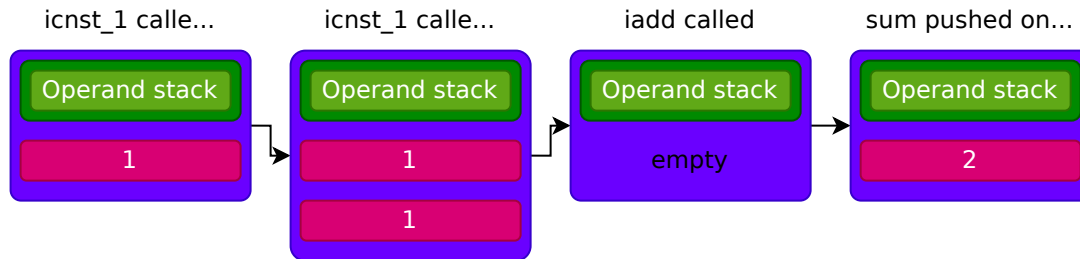 icnst_1 calle...
icnst_1 calle...
iadd called
sum pushed on...
Operand stack
Operand stack
Operand stack
Operand stack
1
1
empty
2
1